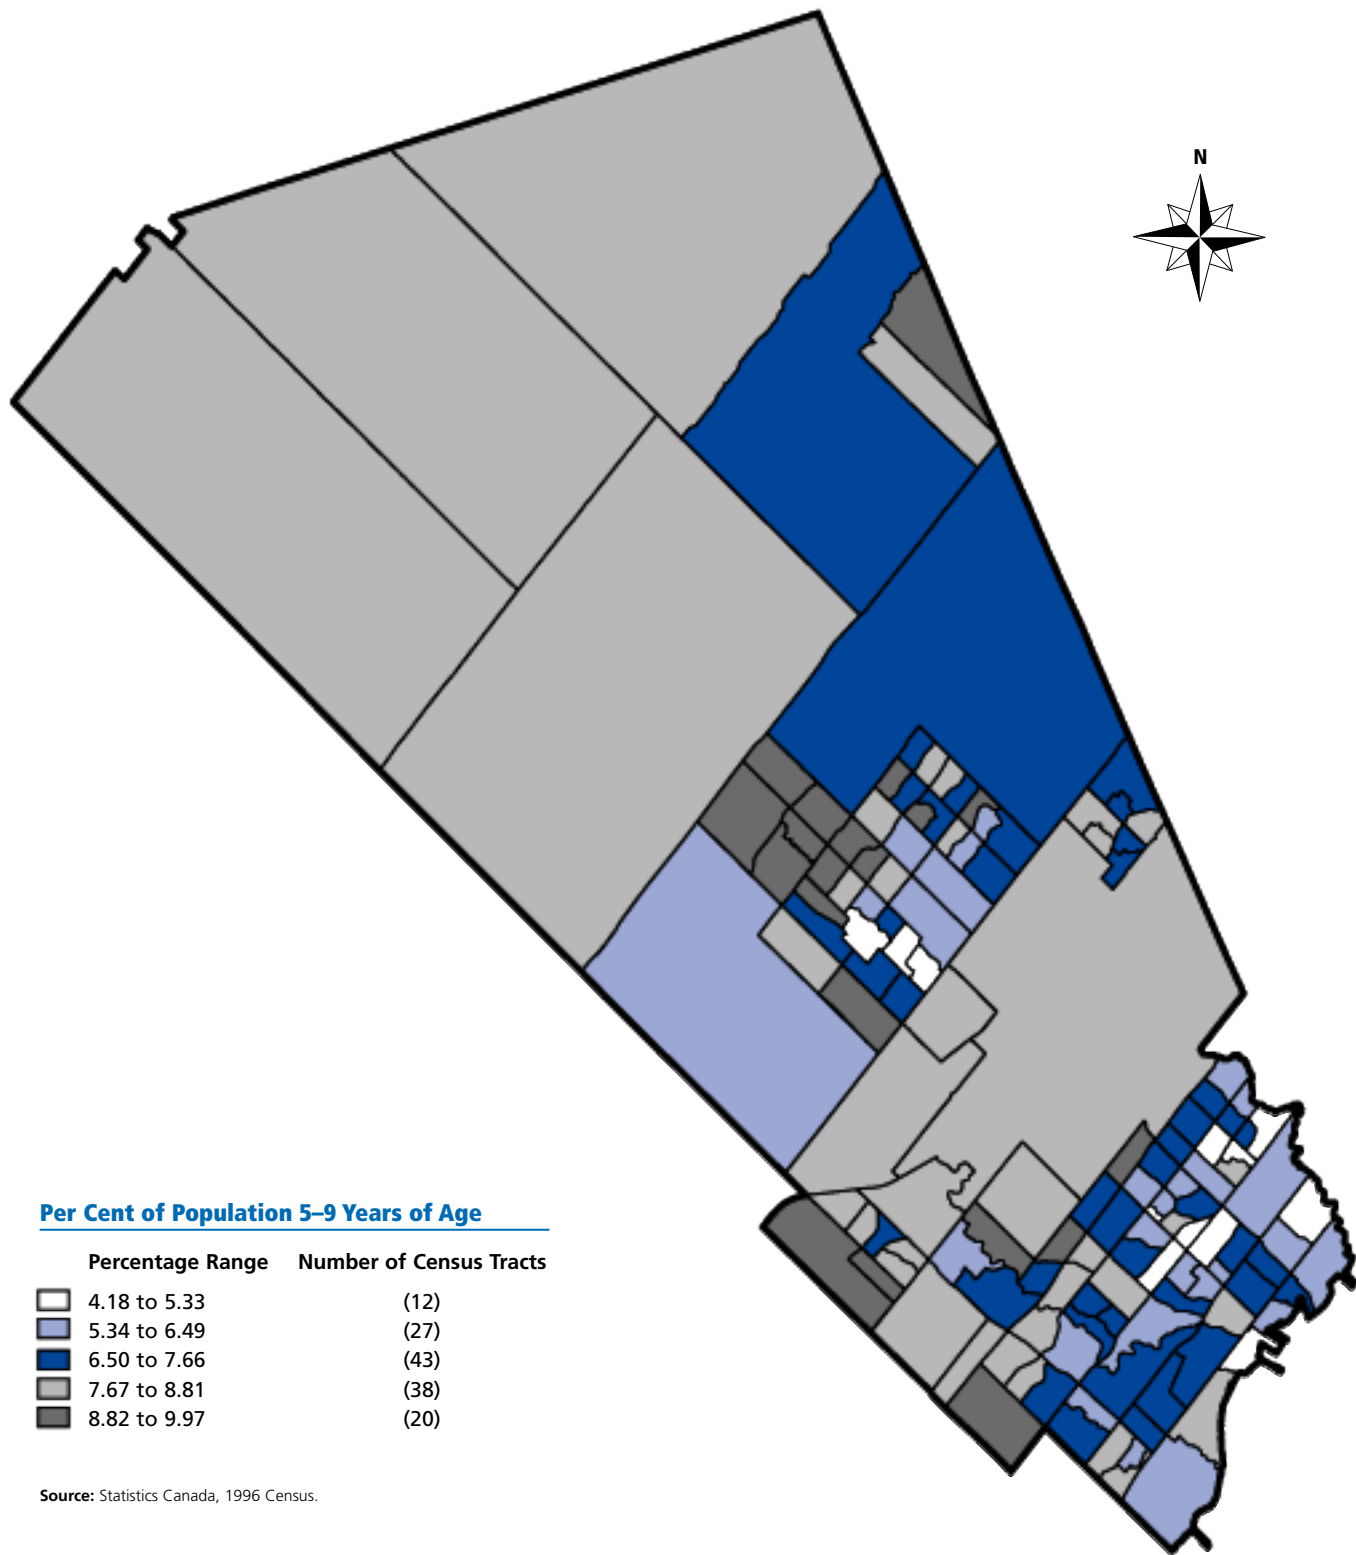 N
Per Cent of Population 5–9 Years of Age
Percentage Range Number of Census Tracts
4.18 to 5.33 (12)
5.34 to 6.49 (27)
6.50 to 7.66 (43)
7.67 to 8.81 (38)
8.82 to 9.97 (20)
Source: Statistics Canada, 1996 Census.